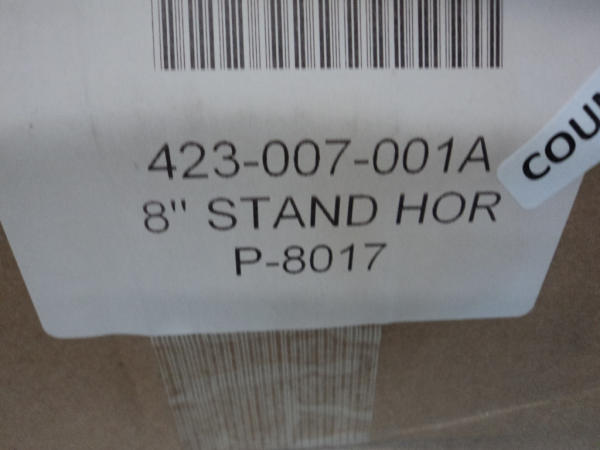 423-007-001A
8" STAND HOR
P-8017